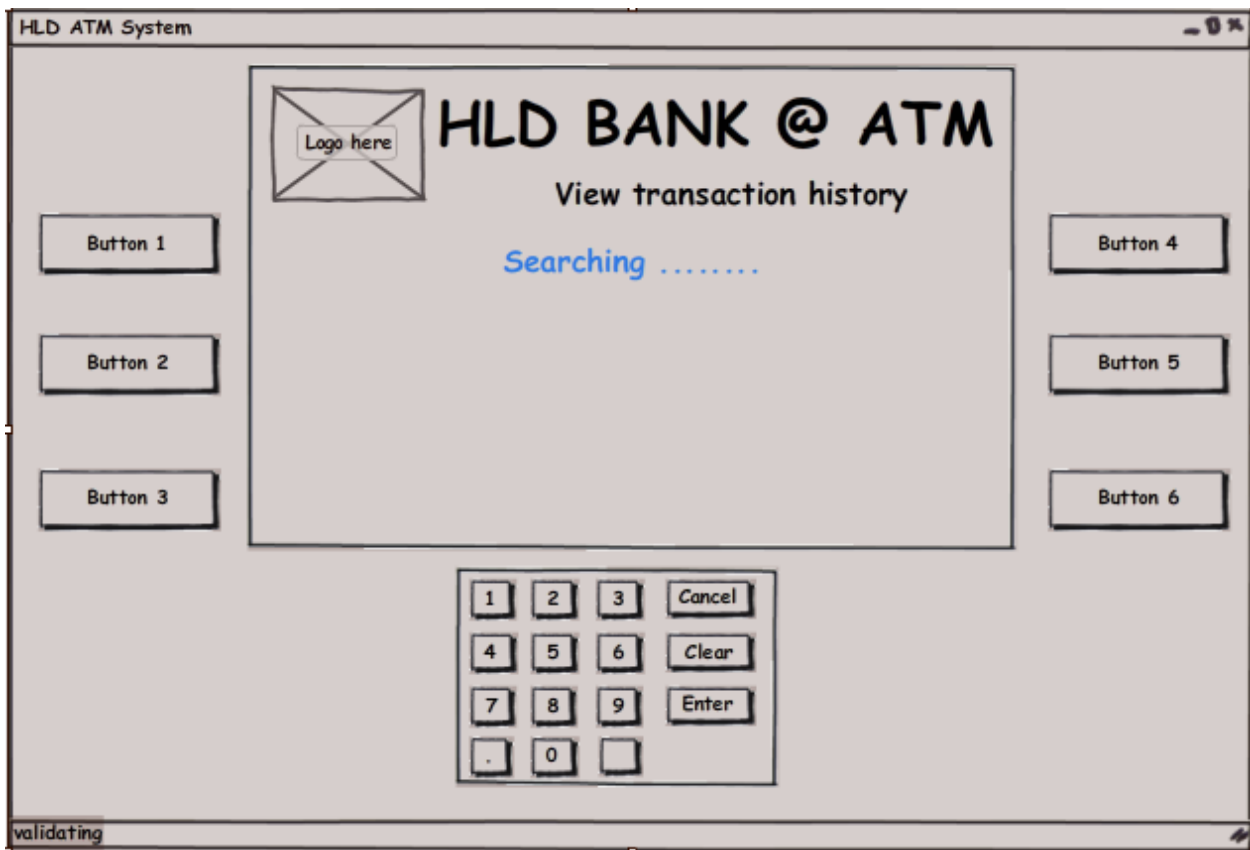 HLD ATM System
Logo here
HLD BANK @ ATM
View transaction history
Searching ........
Button 1
Button 4
Button 2
Button 5
Button 3
Button 6
1 2 3 Cancel
4 5 6 Clear
7 8 9 Enter
. 0
validating